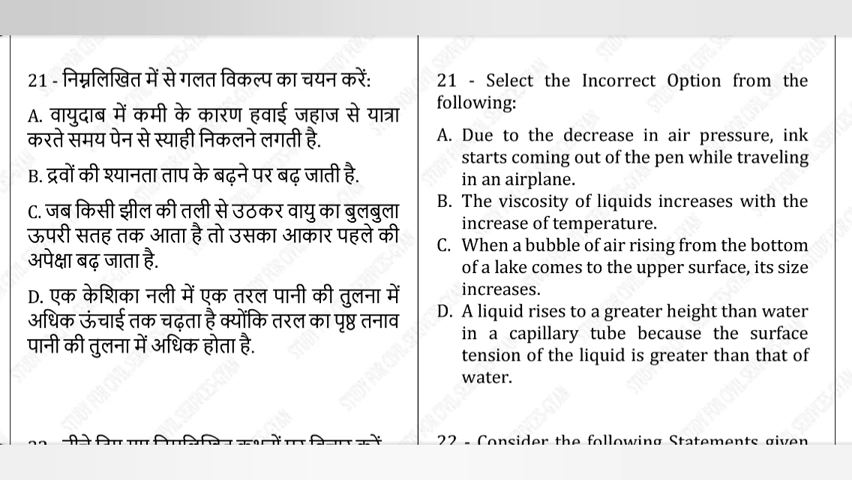 21 - निम्नलिखित में से गलत विकल्प का चयन करें:
A. वायुदाब में कमी के कारण हवाई जहाज से यात्रा
करते समय पेन से स्याही निकलने लगती है.
B. द्रवों की श्यानता ताप के बढ़ने पर बढ़ जाती है.
C. जब किसी झील की तली से उठकर वायु का बुलबुला
ऊपरी सतह तक आता है तो उसका आकार पहले की
अपेक्षा बढ़ जाता है.
D. एक केशिका नली में एक तरल पानी की तुलना में
अधिक ऊंचाई तक चढ़ता है क्योंकि तरल का पृष्ठ तनाव
पानी की तुलना में अधिक होता है.
21 - Select the Incorrect Option from the
following:
A. Due to the decrease in air pressure, ink
starts coming out of the pen while traveling
in an airplane.
B. The viscosity of liquids increases with the
increase of temperature.
C. When a bubble of air rising from the bottom
of a lake comes to the upper surface, its size
increases.
D. A liquid rises to a greater height than water
in a capillary tube because the surface
tension of the liquid is greater than that of
water.
22 - Consider the following Statements given